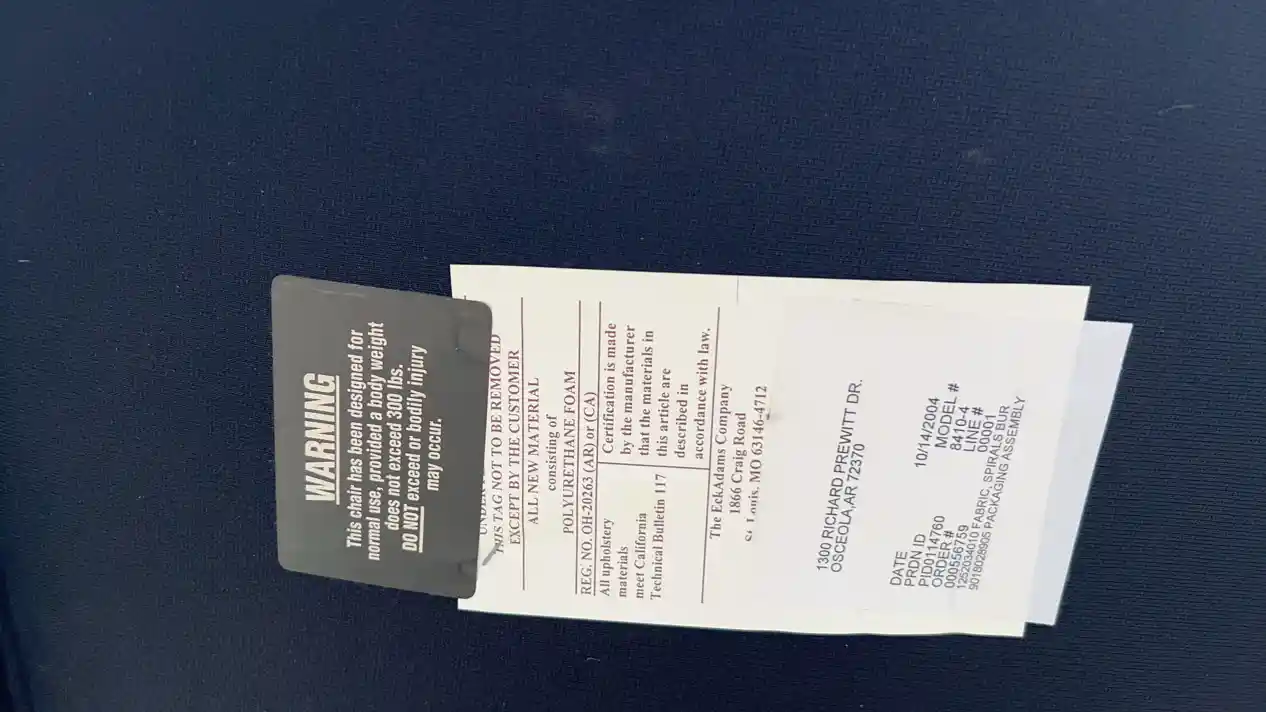 WARNING
This chair has been designed for
normal use, provided a body weight
does not exceed 300 lbs.
DO NOT exceed or bodily injury
may occur.
THIS TAG NOT TO BE REMOVED
EXCEPT BY THE CUSTOMER
ALL NEW MATERIAL
consisting of
POLYURETHANE FOAM
REG. NO. OH-20263 (AR) or (CA)
All upholstery
materials
meet California
Technical Bulletin 117
Certification is made
by the manufacturer
that the materials in
this article are
described in
accordance with law.
The EckAdams Company
1866 Craig Road
St. Louis, MO 63146-4712
1300 RICHARD PREWITT DR.
OSCEOLA,AR 72370
DATE 10/14/2004
PRDN ID MODEL #
PID0114760 8410-4
ORDER # LINE #
000556759 00001
1252034010 FABRIC, SPIRALS BUR
9018028905 PACKAGING ASSEMBLY